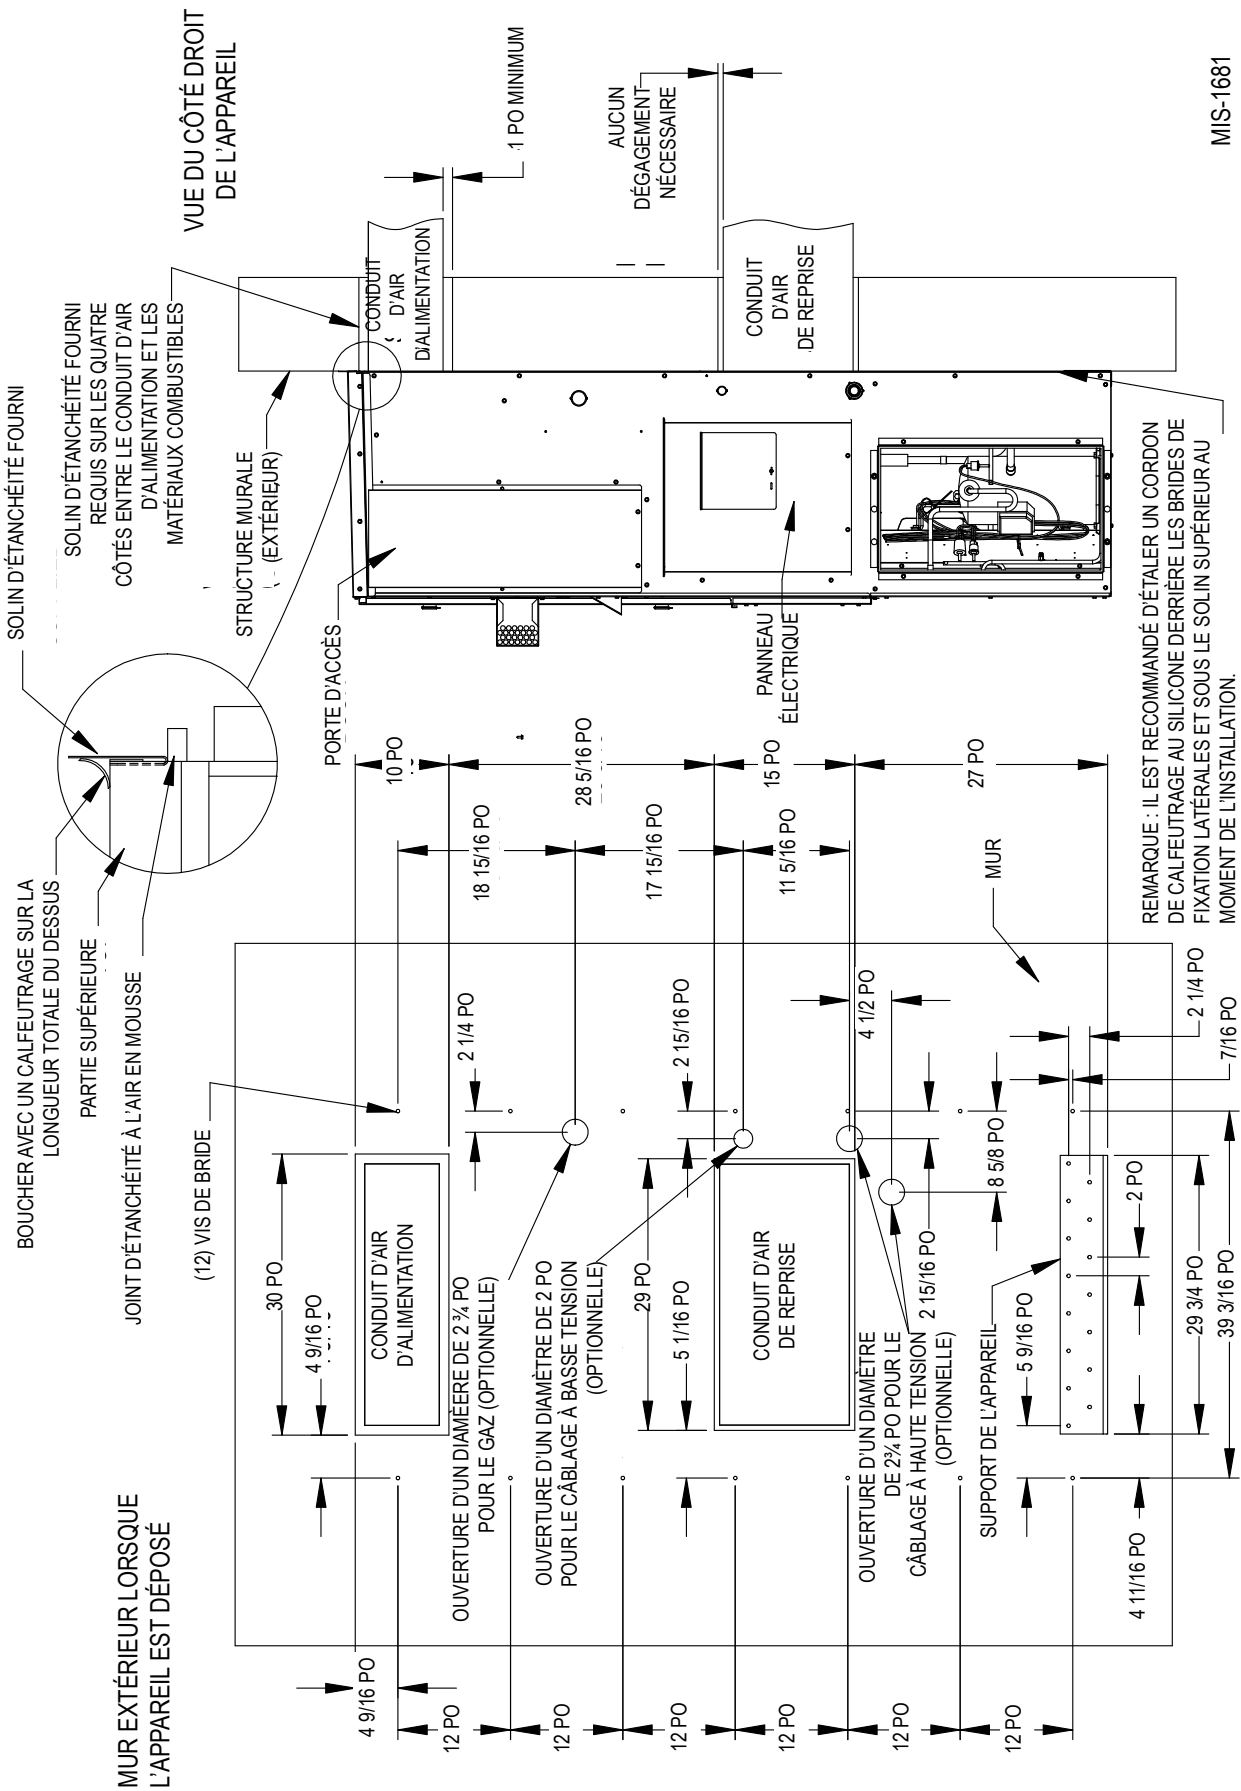 MUR EXTÉRIEUR LORSQUE
L'APPAREIL EST DÉPOSÉ
BOUCHER AVEC UN CALFEUTRAGE SUR LA
LONGUEUR TOTALE DU DESSUS
PARTIE SUPÉRIEURE
JOINT D'ÉTANCHÉITÉ À L'AIR EN MOUSSE
(12) VIS DE BRIDE
SOLIN D'ÉTANCHÉITÉ FOURNI
SOLIN D'ÉTANCHÉITÉ FOURNI
REQUIS SUR LES QUATRE
CÔTÉS ENTRE LE CONDUIT D'AIR
D'ALIMENTATION ET LES
MATÉRIAUX COMBUSTIBLES
VUE DU CÔTÉ DROIT
DE L'APPAREIL
STRUCTURE MURALE
(EXTÉRIEUR)
PORTE D'ACCÈS
CONDUIT
D'AIR
D'ALIMENTATION
1 PO MINIMUM
AUCUN
DÉGAGEMENT
NÉCESSAIRE
CONDUIT
D'AIR
DE REPRISE
PANNEAU
ÉLECTRIQUE
REMARQUE : IL EST RECOMMANDÉ D'ÉTALER UN CORDON
DE CALFEUTRAGE AU SILICONE DERRIÈRE LES BRIDES DE
FIXATION LATÉRALES ET SOUS LE SOLIN SUPÉRIEUR AU
MOMENT DE L'INSTALLATION.
MIS-1681
30 PO
4 9/16 PO
4 9/16 PO
CONDUIT D'AIR
D'ALIMENTATION
10 PO
18 15/16 PO
28 5/16 PO
17 15/16 PO
15 PO
11 5/16 PO
27 PO
2 1/4 PO
2 15/16 PO
4 1/2 PO
MUR
OUVERTURE D'UN DIAMÉERE DE 2 ¾ PO
POUR LE GAZ (OPTIONNELLE)
OUVERTURE D'UN DIAMÈTRE DE 2 PO
POUR LE CÂBLAGE À BASSE TENSION
(OPTIONNELLE)
29 PO
5 1/16 PO
CONDUIT D'AIR
DE REPRISE
OUVERTURE D'UN DIAMÈTRE
DE 2¾ PO POUR LE
CÂBLAGE À HAUTE TENSION
(OPTIONNELLE)
2 15/16 PO
8 5/8 PO
SUPPORT DE L'APPAREIL
5 9/16 PO
2 PO
4 11/16 PO
29 3/4 PO
39 3/16 PO
2 1/4 PO
7/16 PO
12 PO
12 PO
12 PO
12 PO
12 PO
12 PO